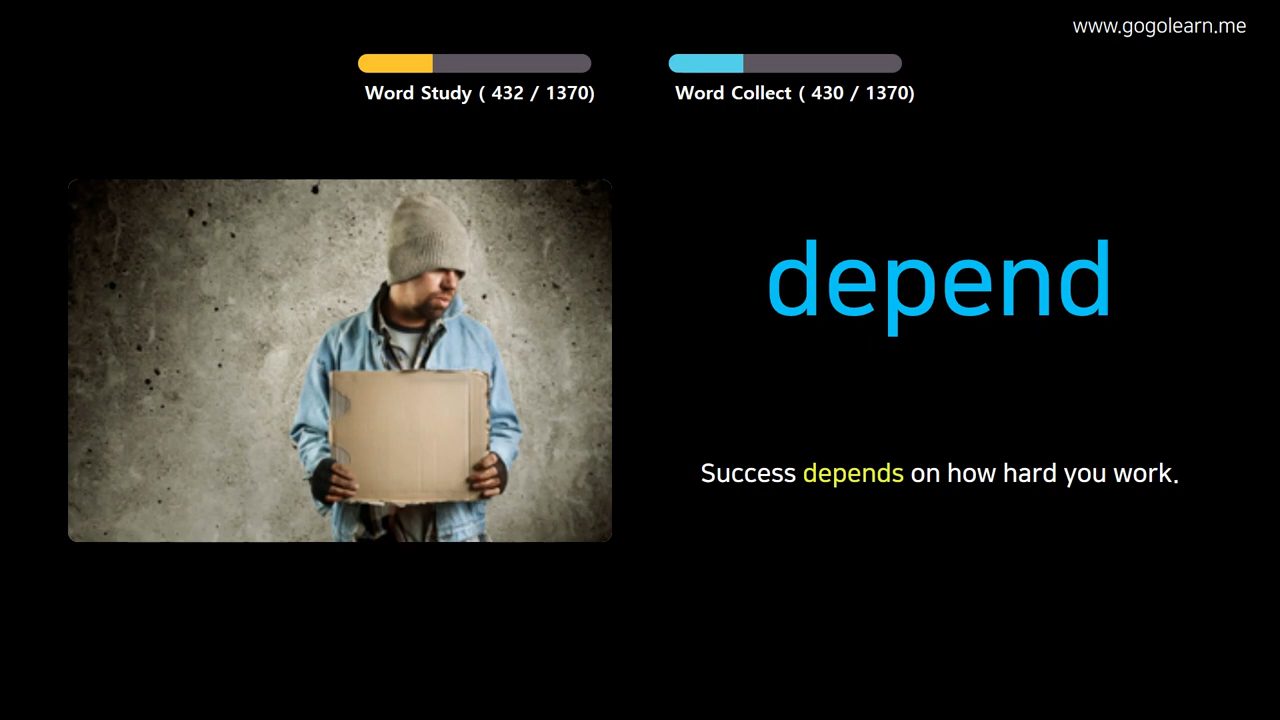 www.gogolearn.me
Word Study ( 432 / 1370)
Word Collect ( 430 / 1370)
depend
Success depends on how hard you work.